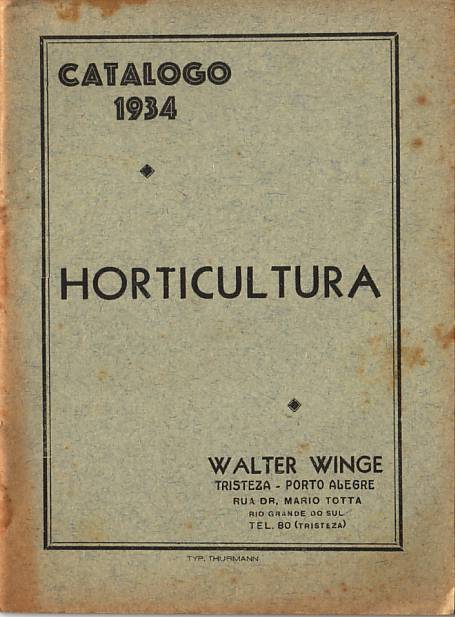 CATALOGO
1934
HORTICULTURA
WALTER WINGE
TRISTEZA - PORTO ALEGRE
RUA DR. MARIO TOTTA
RIO GRANDE DO SUL
TEL. 80 (TRISTEZA)
TYP. THURMANN